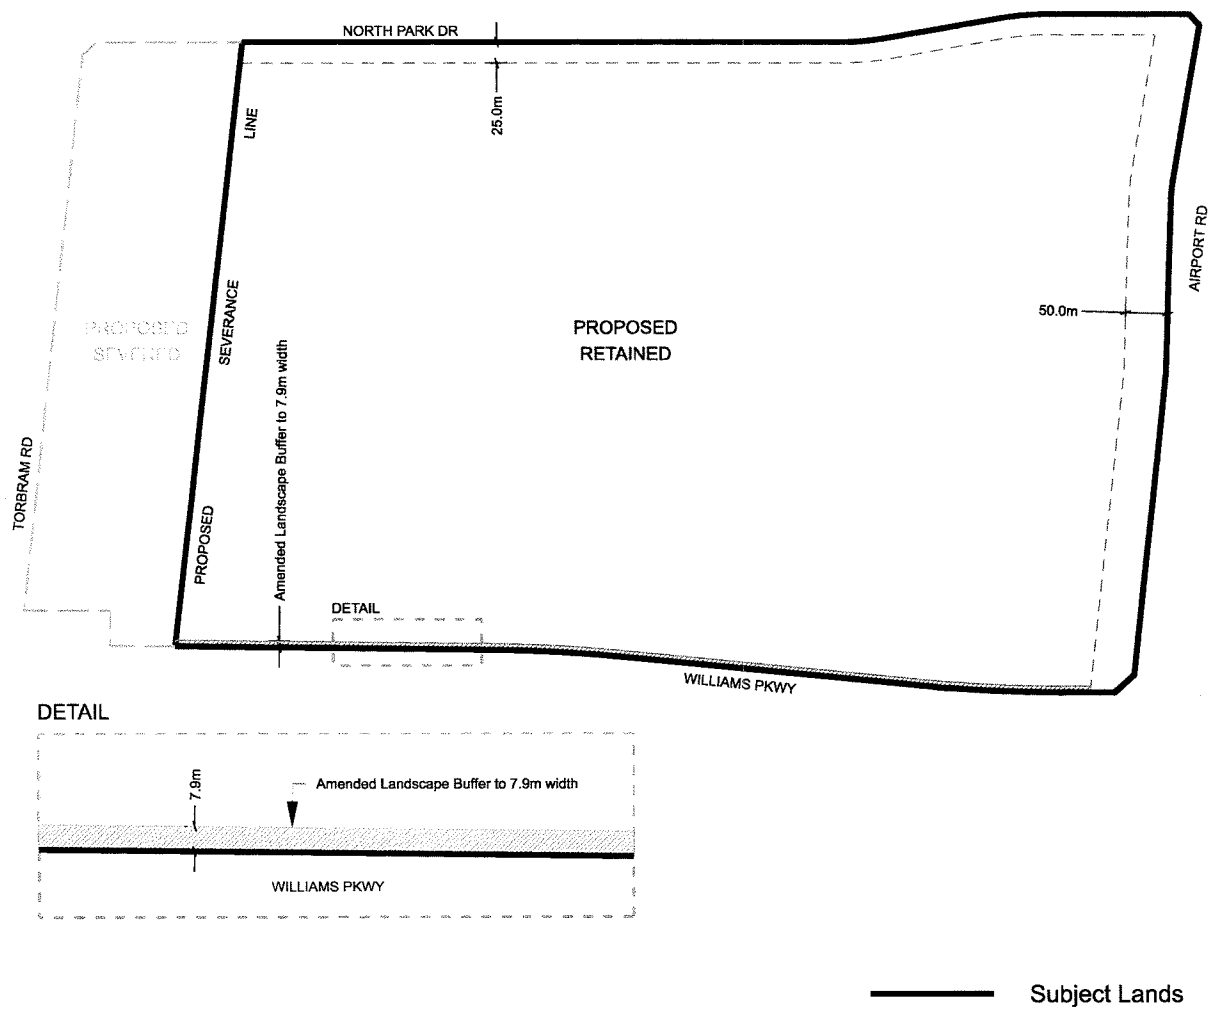 NORTH PARK DR
25.0m
LINE
SEVERANCE
PROPOSED
PROPOSED
SEVERED
PROPOSED
RETAINED
50.0m
AIRPORT RD
TORBRAM RD
Amended Landscape Buffer to 7.9m width
DETAIL
WILLIAMS PKWY
DETAIL
7.9m
Amended Landscape Buffer to 7.9m width
WILLIAMS PKWY
Subject Lands